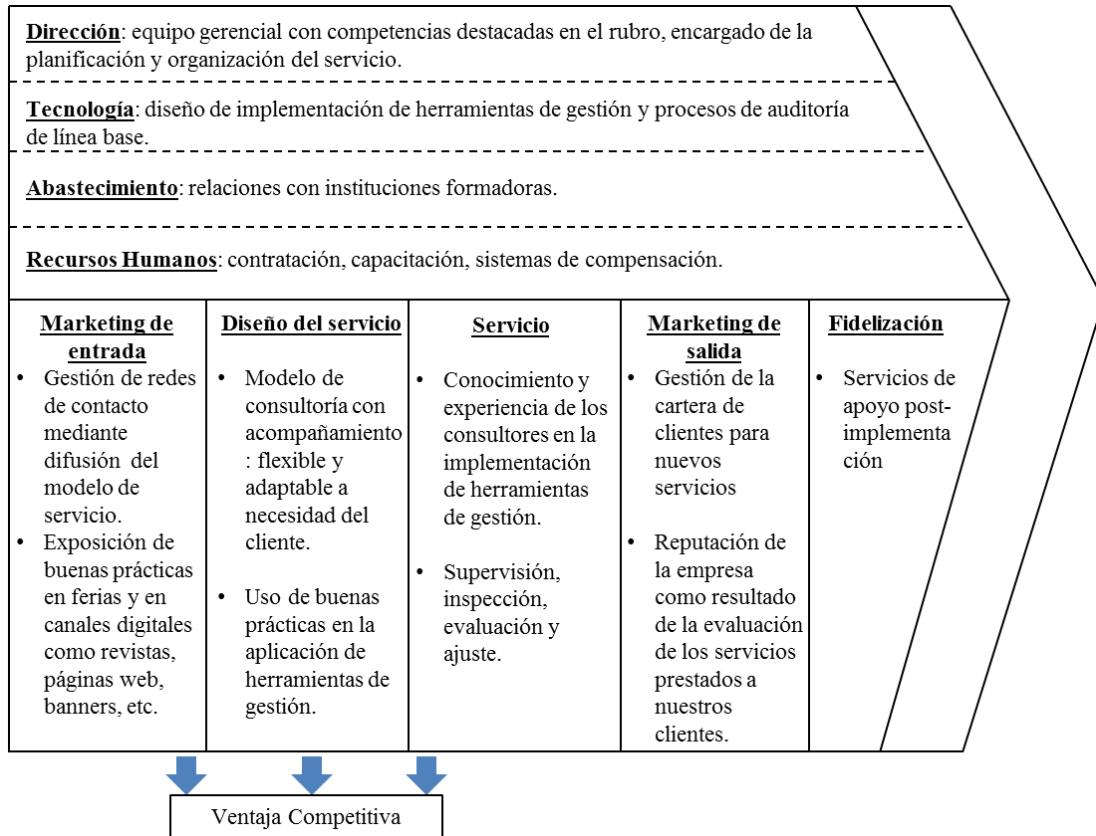 Dirección: equipo gerencial con competencias destacadas en el rubro, encargado de la
planificación y organización del servicio.
Tecnología: diseño de implementación de herramientas de gestión y procesos de auditoría
de línea base.
Abastecimiento: relaciones con instituciones formadoras.
Recursos Humanos: contratación, capacitación, sistemas de compensación.
Marketing de
entrada
• Gestión de redes
de contacto
mediante
difusión del
modelo de
servicio.
• Exposición de
buenas prácticas
en ferias y en
canales digitales
como revistas,
páginas web,
banners, etc.
Diseño del servicio
• Modelo de
consultoría con
acompañamiento
: flexible y
adaptable a
necesidad del
cliente.
• Uso de buenas
prácticas en la
aplicación de
herramientas de
gestión.
Servicio
• Conocimiento y
experiencia de los
consultores en la
implementación
de herramientas
de gestión.
• Supervisión,
inspección,
evaluación y
ajuste.
Marketing de
salida
• Gestión de la
cartera de
clientes para
nuevos
servicios
• Reputación de
la empresa
como resultado
de la evaluación
de los servicios
prestados a
nuestros
clientes.
Fidelización
• Servicios de
apoyo post-
implementa
ción
Ventaja Competitiva